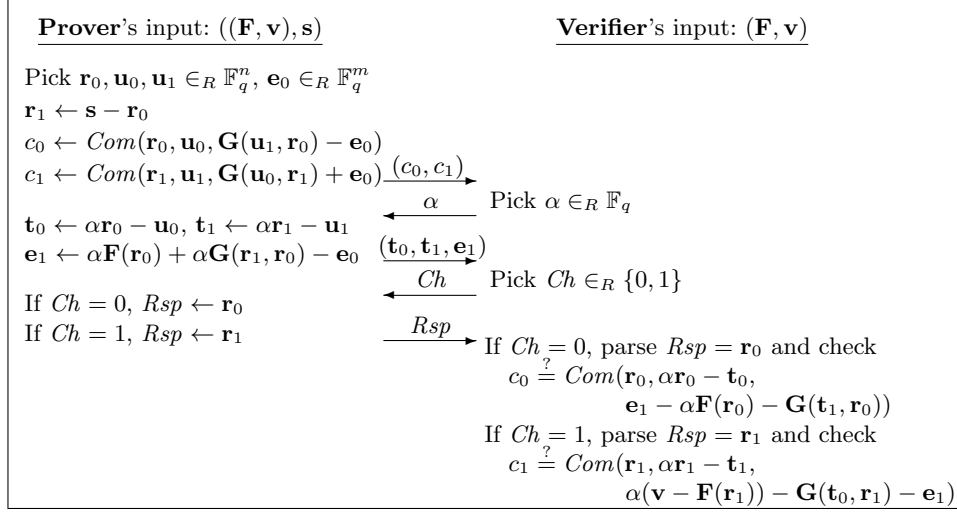 Prover's input: ((F, v), s)
Verifier's input: (F, v)
Pick r₀, u₀, u₁ ∈_R 𝔽_q^n, e₀ ∈_R 𝔽_q^m
r₁ ← s − r₀
c₀ ← Com(r₀, u₀, G(u₁, r₀) − e₀)
c₁ ← Com(r₁, u₁, G(u₀, r₁) + e₀)
(c₀, c₁)
α
Pick α ∈_R 𝔽_q
t₀ ← αr₀ − u₀, t₁ ← αr₁ − u₁
e₁ ← αF(r₀) + αG(r₁, r₀) − e₀
(t₀, t₁, e₁)
Ch
Pick Ch ∈_R {0, 1}
If Ch = 0, Rsp ← r₀
If Ch = 1, Rsp ← r₁
Rsp
If Ch = 0, parse Rsp = r₀ and check
c₀ ≟ Com(r₀, αr₀ − t₀,
e₁ − αF(r₀) − G(t₁, r₀))
If Ch = 1, parse Rsp = r₁ and check
c₁ ≟ Com(r₁, αr₁ − t₁,
α(v − F(r₁)) − G(t₀, r₁) − e₁)